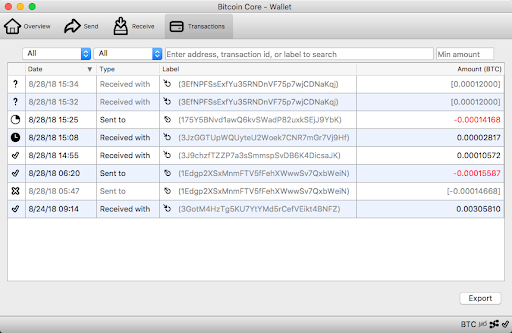 Bitcoin Core - Wallet
Overview Send Receive Transactions
All All Enter address, transaction id, or label to search Min amount
Date Type Label Amount (BTC)
? 8/28/18 15:34 Received with (3EfNPFSsExfYu35RNDnVF75p7wjCDNaKqj) [0.00012000]
? 8/28/18 15:32 Received with (3EfNPFSsExfYu35RNDnVF75p7wjCDNaKqj) [0.00012000]
8/28/18 15:25 Sent to (175Y5BNvd1awQ6kvSWadP82uxkSEjJ9YbK) -0.00014168
8/28/18 15:08 Received with (3JzGGTUpWQUyteU2Woek7CNR7mGr7Vj9Hf) 0.00002817
8/28/18 14:55 Received with (3J9chzfTZZP7a3sSmmspSvDB6K4DicsaJK) 0.00010572
8/28/18 06:20 Sent to (1Edgp2XSxMnmFTV5fFehXWwwSv7QxbWeiN) -0.00015587
8/28/18 05:47 Sent to (1Edgp2XSxMnmFTV5fFehXWwwSv7QxbWeiN) [-0.00014668]
8/24/18 09:14 Received with (3GotM4HzTg5KU7YtYMd5rCefVEikt4BNFZ) 0.00305810
Export
BTC HD